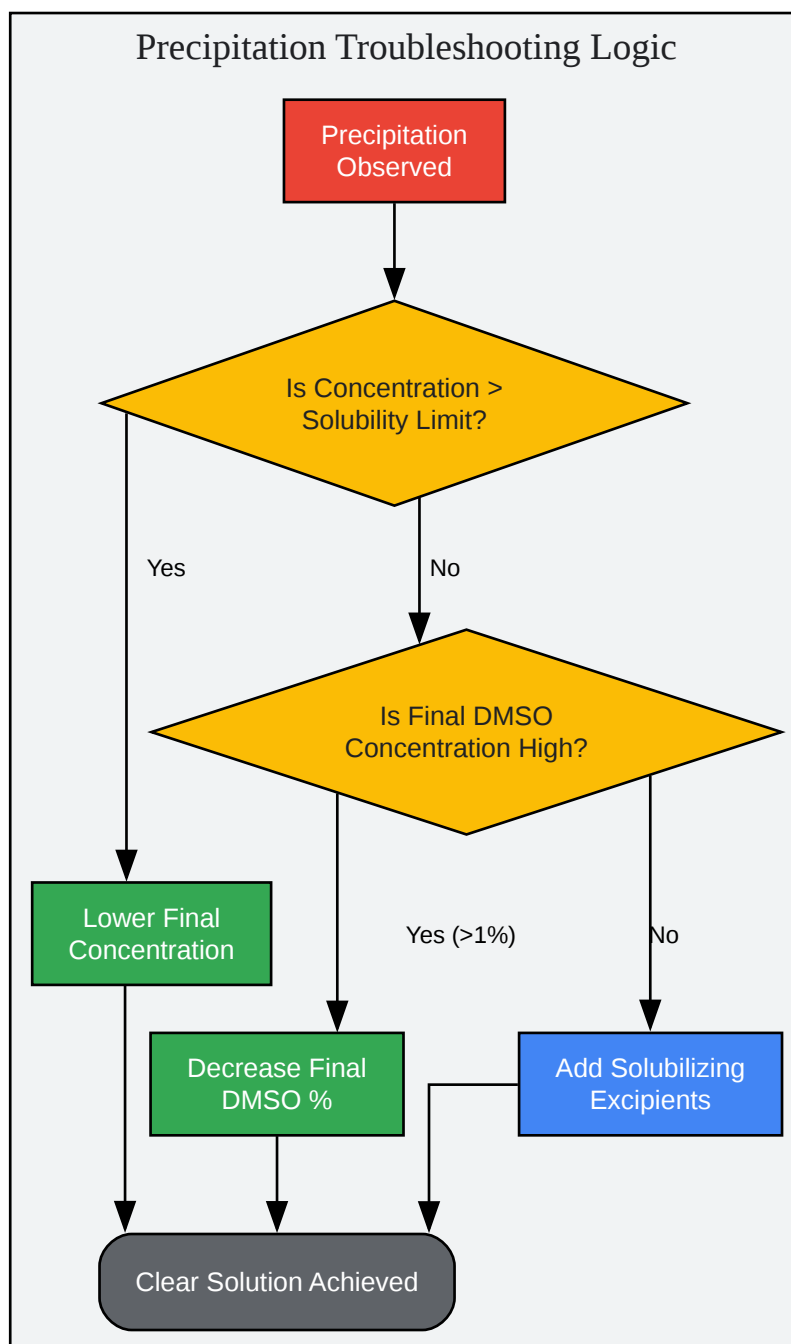 Precipitation Troubleshooting Logic
Precipitation
Observed
Is Concentration >
Solubility Limit?
Yes
No
Is Final DMSO
Concentration High?
Lower Final
Concentration
Yes (>1%)
No
Decrease Final
DMSO %
Add Solubilizing
Excipients
Clear Solution Achieved